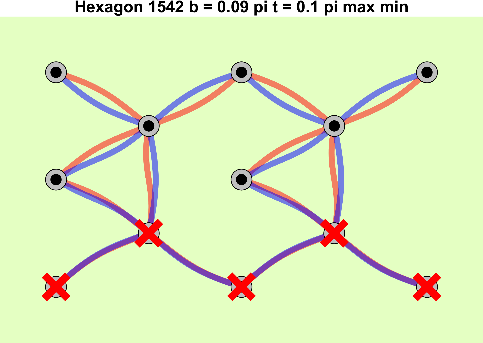 Hexagon 1542 b = 0.09 pi t = 0.1 pi max min